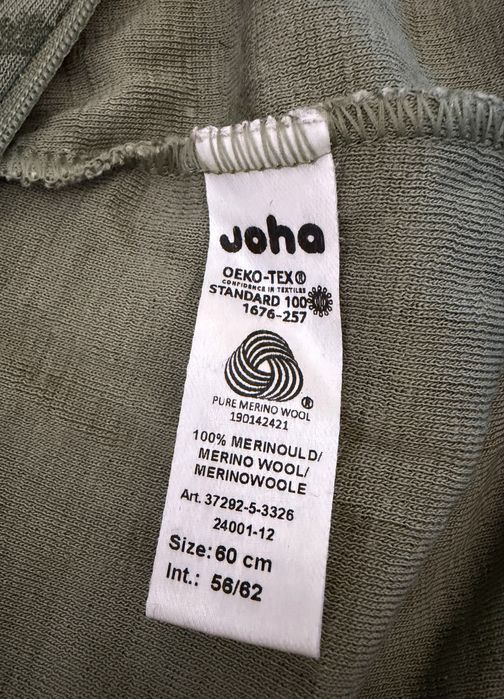 Joha
OEKO-TEX®
CONFIDENCE IN TEXTILES
STANDARD 100
1676-257
PURE MERINO WOOL
190142421
100% MERINOULD/
MERINO WOOL/
MERINOWOOLE
Art. 37292-5-3326
24001-12
Size: 60 cm
Int.: 56/62